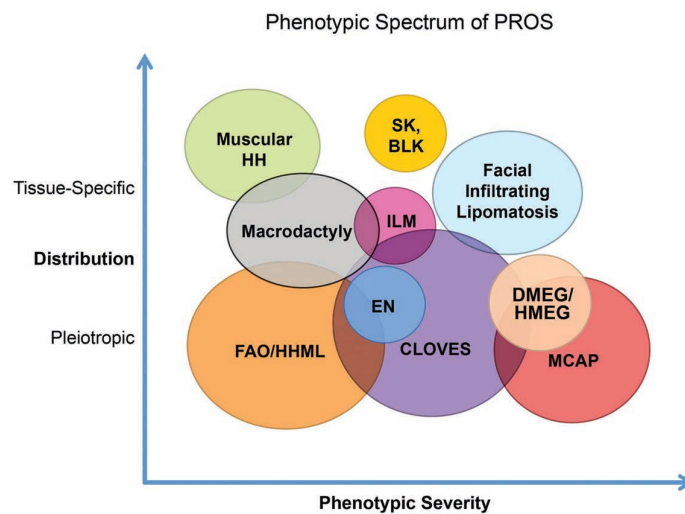 Phenotypic Spectrum of PROS
Muscular
HH
SK,
BLK
Facial
Infiltrating
Lipomatosis
Tissue-Specific
Macrodactyly
ILM
Distribution
EN
DMEG/
HMEG
Pleiotropic
FAO/HHML
CLOVES
MCAP
Phenotypic Severity